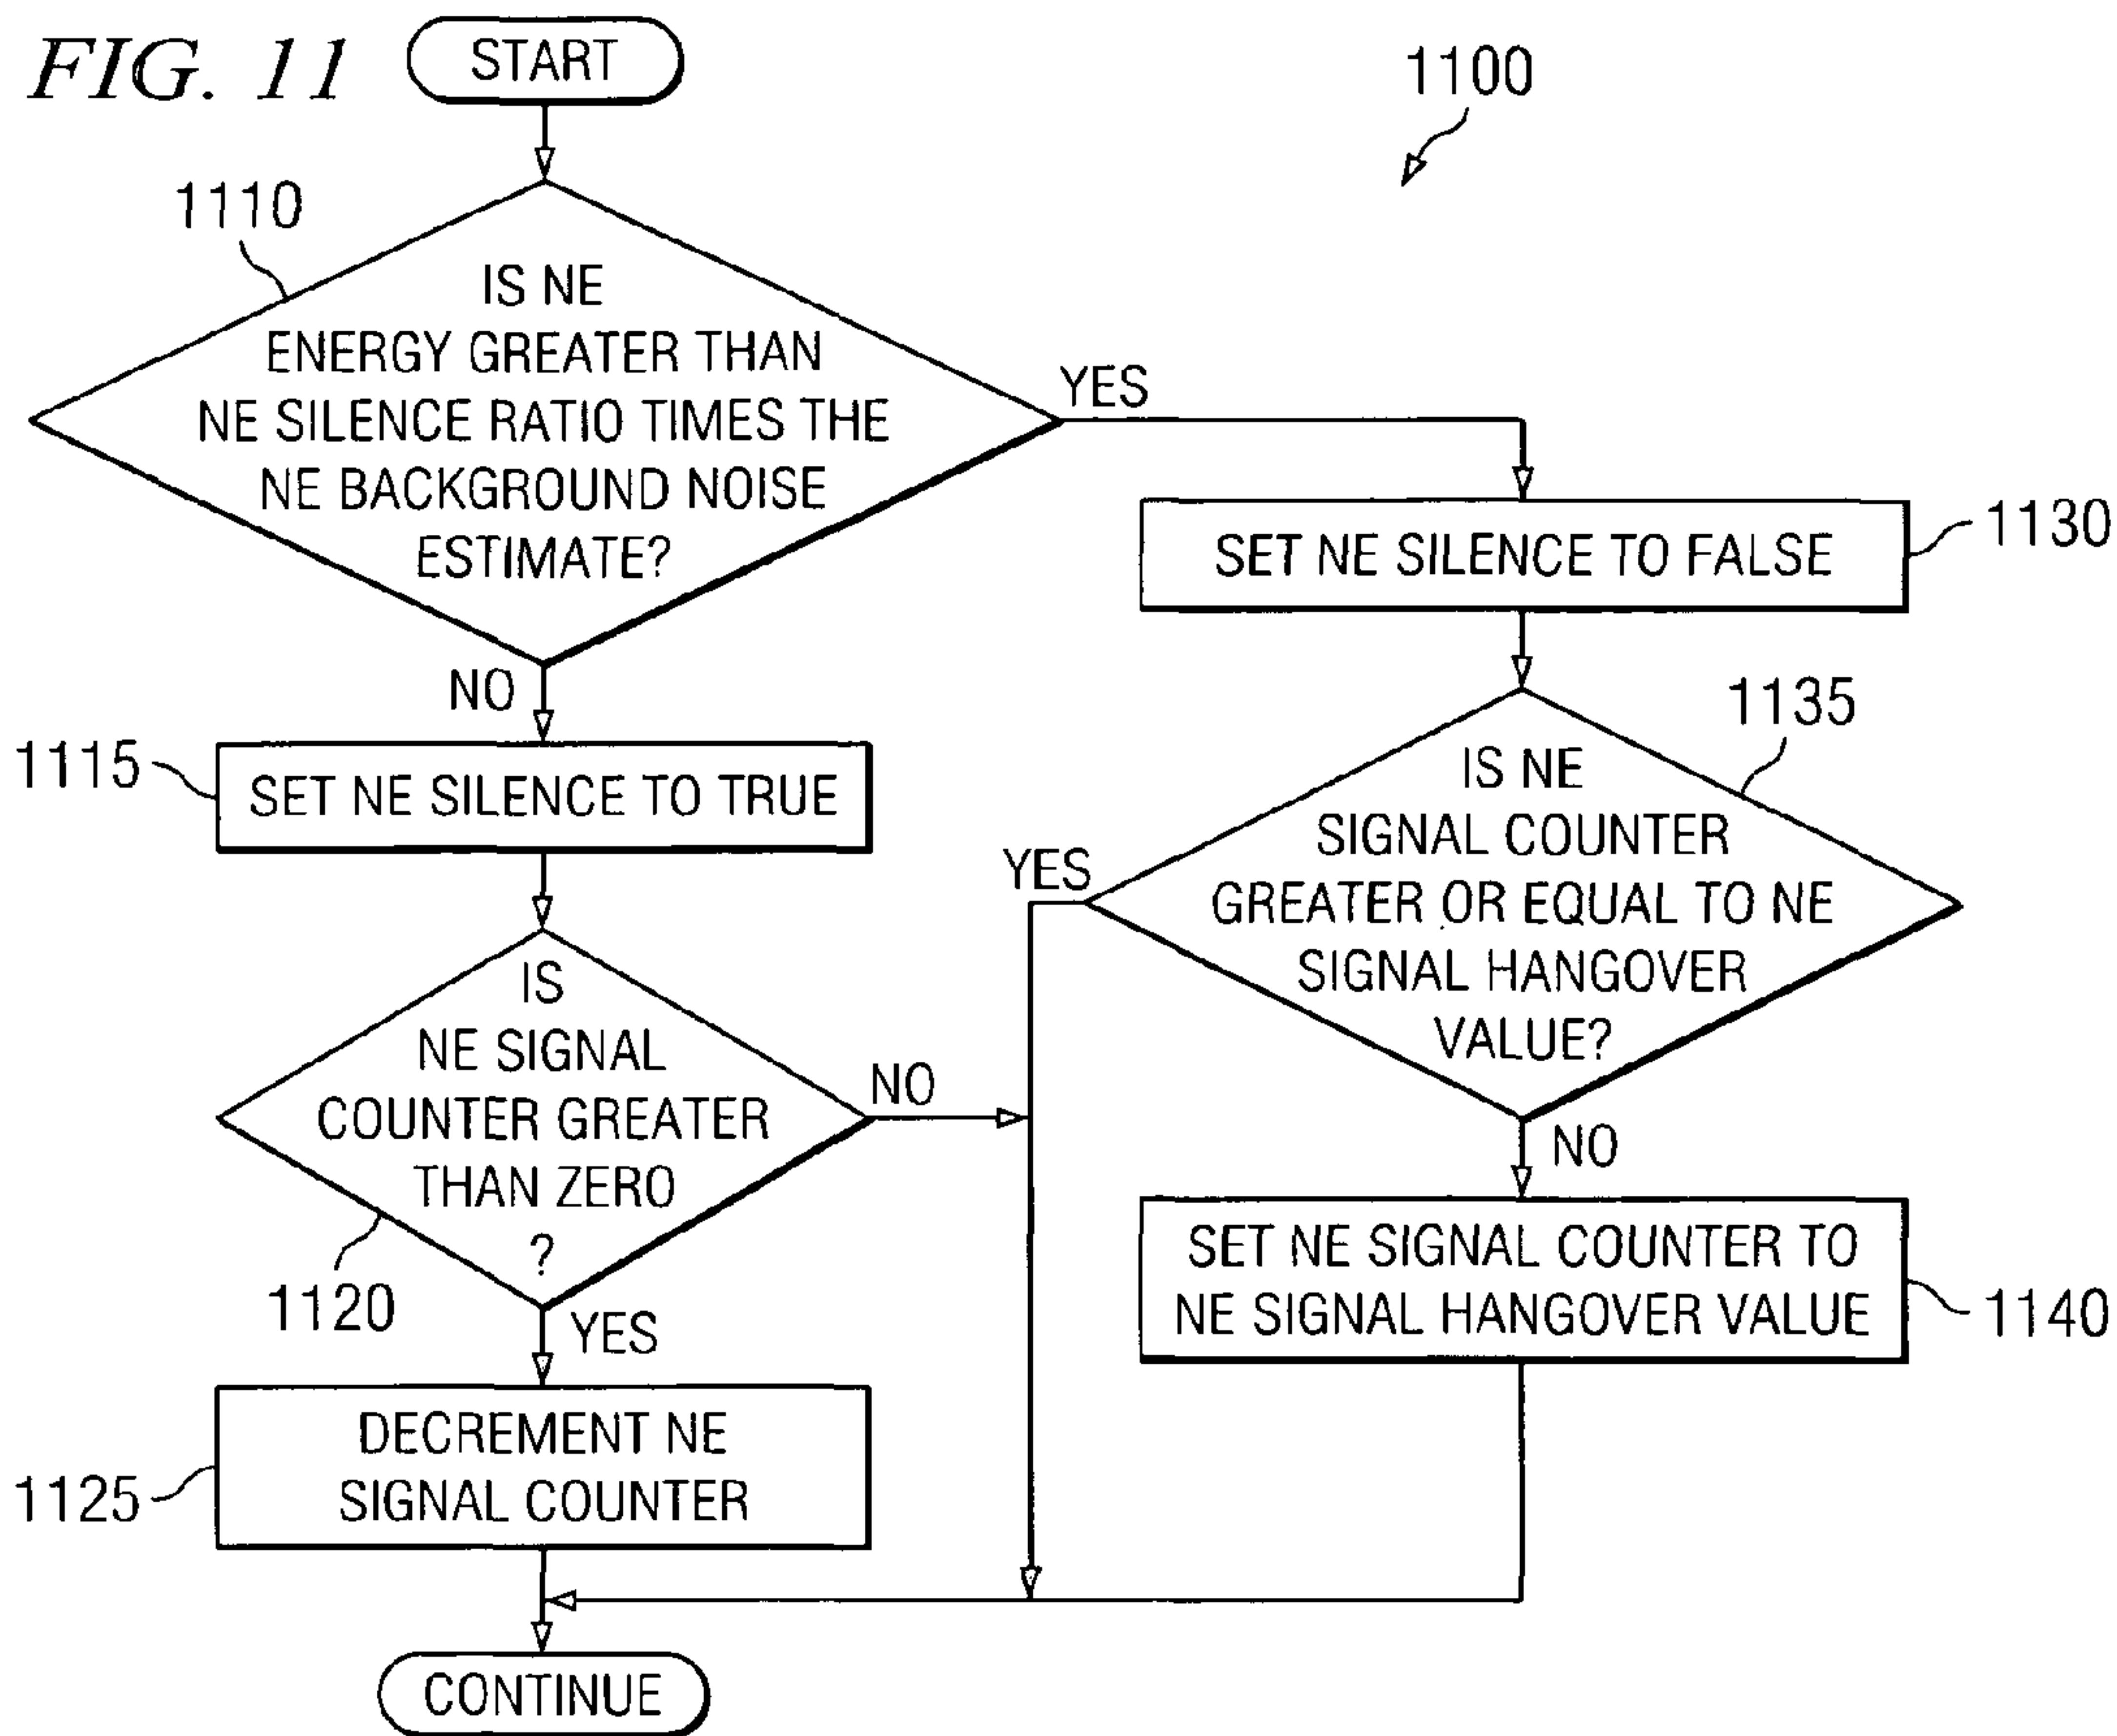 FIG. 11
START
1100
1110
IS NE
ENERGY GREATER THAN
NE SILENCE RATIO TIMES THE
NE BACKGROUND NOISE
ESTIMATE?
YES
NO
SET NE SILENCE TO FALSE
1130
1115
SET NE SILENCE TO TRUE
1135
IS NE
SIGNAL COUNTER
GREATER OR EQUAL TO NE
SIGNAL HANGOVER
VALUE?
YES
NO
IS
NE SIGNAL
COUNTER GREATER
THAN ZERO
?
NO
1120
YES
SET NE SIGNAL COUNTER TO
NE SIGNAL HANGOVER VALUE
1140
DECREMENT NE
SIGNAL COUNTER
1125
CONTINUE